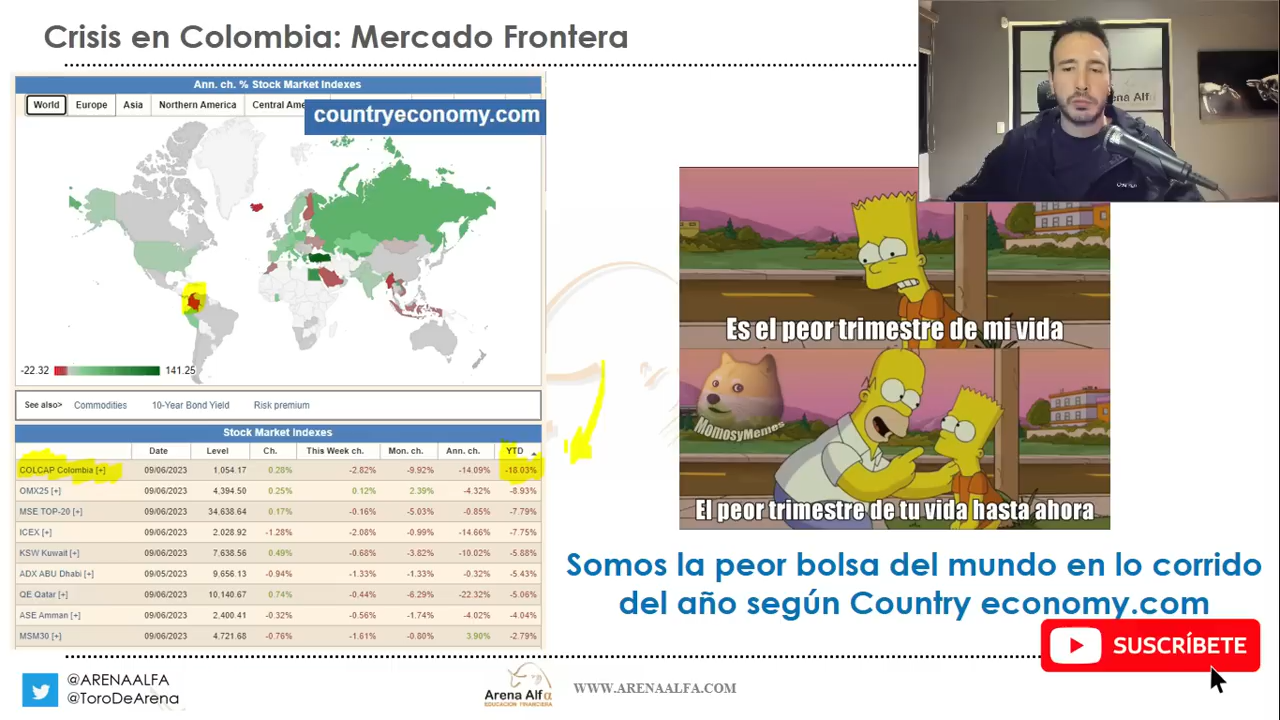 Crisis en Colombia: Mercado Frontera
Ann. ch. % Stock Market Indexes
World Europe Asia Northern America Central Ame
countryeconomy.com
-22.32 141.25
See also> Commodities 10-Year Bond Yield Risk premium
Stock Market Indexes
Date Level Ch. This Week ch. Mon. ch. Ann. ch. YTD
COLCAP Colombia [+] 09/06/2023 1.054.17 0.28% -2.82% -9.92% -14.09% -18.03%
OMX25 [+] 09/06/2023 4,394.50 0.25% 0.12% 2.39% -4.32% -8.93%
MSE TOP-20 [+] 09/06/2023 34,638.64 0.17% -0.16% -5.03% -0.85% -7.79%
ICEX [+] 09/06/2023 2,028.92 -1.28% -2.08% -0.99% -14.66% -7.75%
KSW Kuwait [+] 09/06/2023 7,638.56 0.49% -0.68% -3.82% -10.02% -5.88%
ADX ABU Dhabi [+] 09/05/2023 9,656.13 -0.94% -1.33% -1.33% -0.32% -5.43%
QE Qatar [+] 09/06/2023 10,140.67 0.74% -0.44% -6.29% -22.32% -5.06%
ASE Amman [+] 09/06/2023 2,400.41 -0.32% -0.56% -1.74% -4.02% -4.04%
MSM30 [+] 09/06/2023 4,721.68 -0.76% -1.61% -0.80% 3.90% -2.79%
Es el peor trimestre de mi vida
MomosyMemes
El peor trimestre de tu vida hasta ahora
Somos la peor bolsa del mundo en lo corrido
del año según Country economy.com
SUSCRÍBETE
@ARENAALFA
@ToroDeArena
Arena Alfα
EDUCACIÓN FINANCIERA
WWW.ARENAALFA.COM
ena Alfa